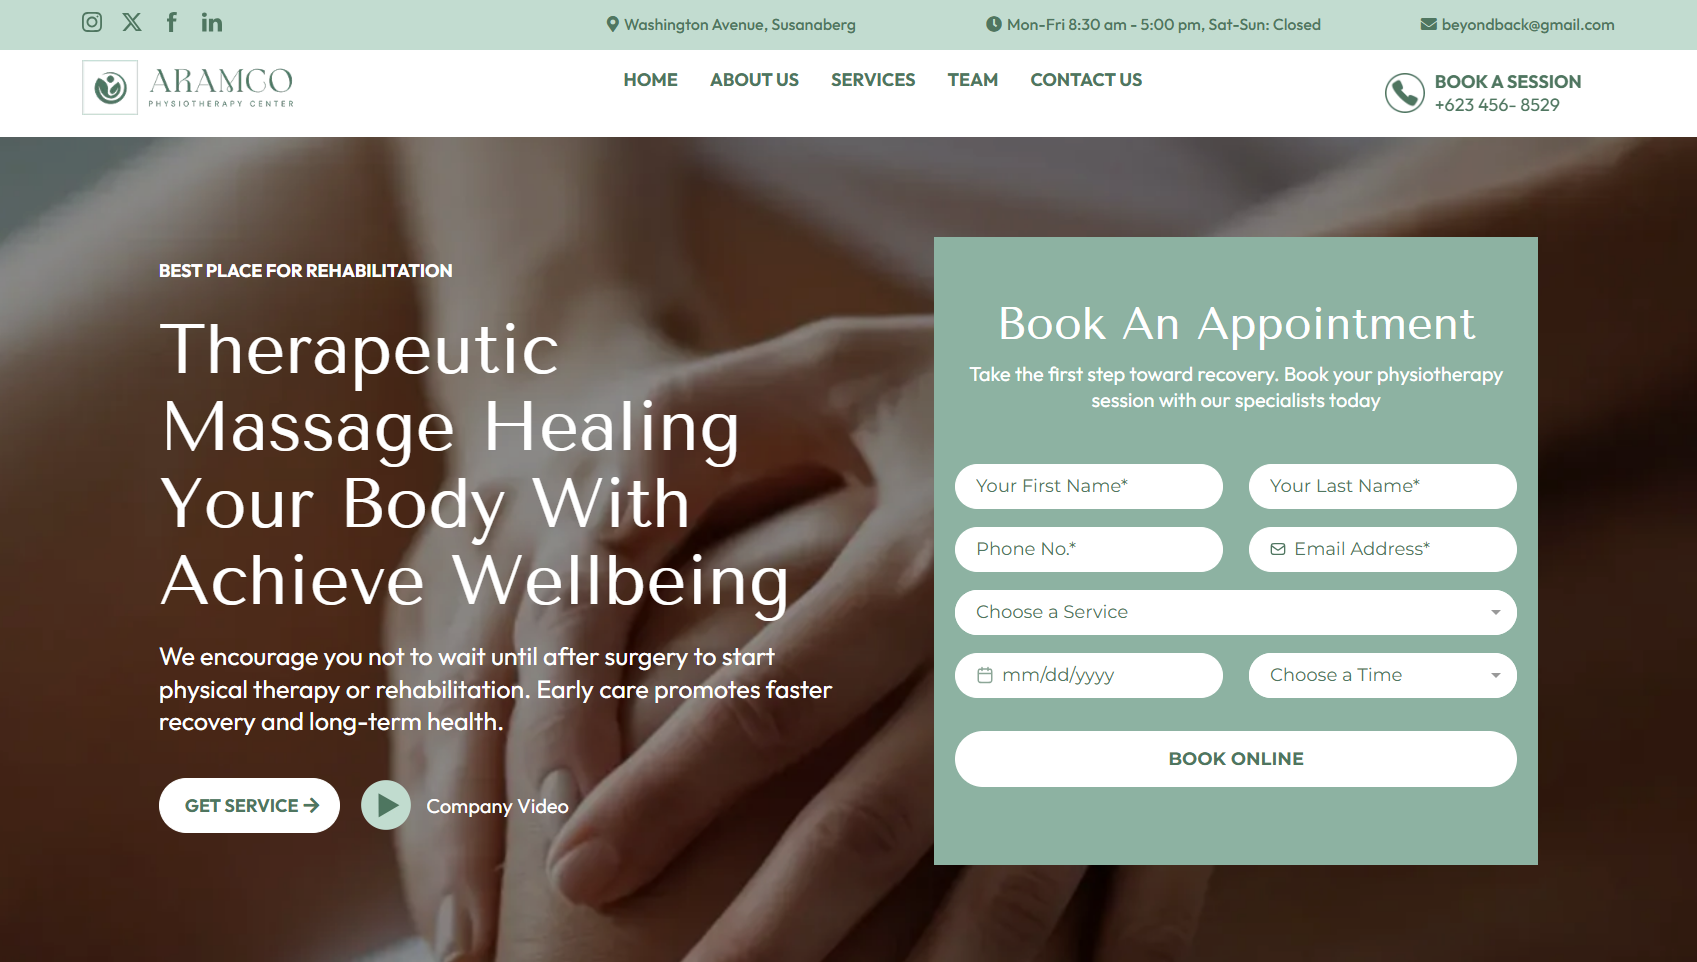 Washington Avenue, Susanaberg
Mon-Fri 8:30 am - 5:00 pm, Sat-Sun: Closed
beyondback@gmail.com
ARAMCO
PHYSIOTHERAPY CENTER
HOME
ABOUT US
SERVICES
TEAM
CONTACT US
BOOK A SESSION
+623 456- 8529
BEST PLACE FOR REHABILITATION
Therapeutic
Massage Healing
Your Body With
Achieve Wellbeing
We encourage you not to wait until after surgery to start
physical therapy or rehabilitation. Early care promotes faster
recovery and long-term health.
GET SERVICE
Company Video
Book An Appointment
Take the first step toward recovery. Book your physiotherapy
session with our specialists today
Your First Name*
Your Last Name*
Phone No.*
Email Address*
Choose a Service
mm/dd/yyyy
Choose a Time
BOOK ONLINE